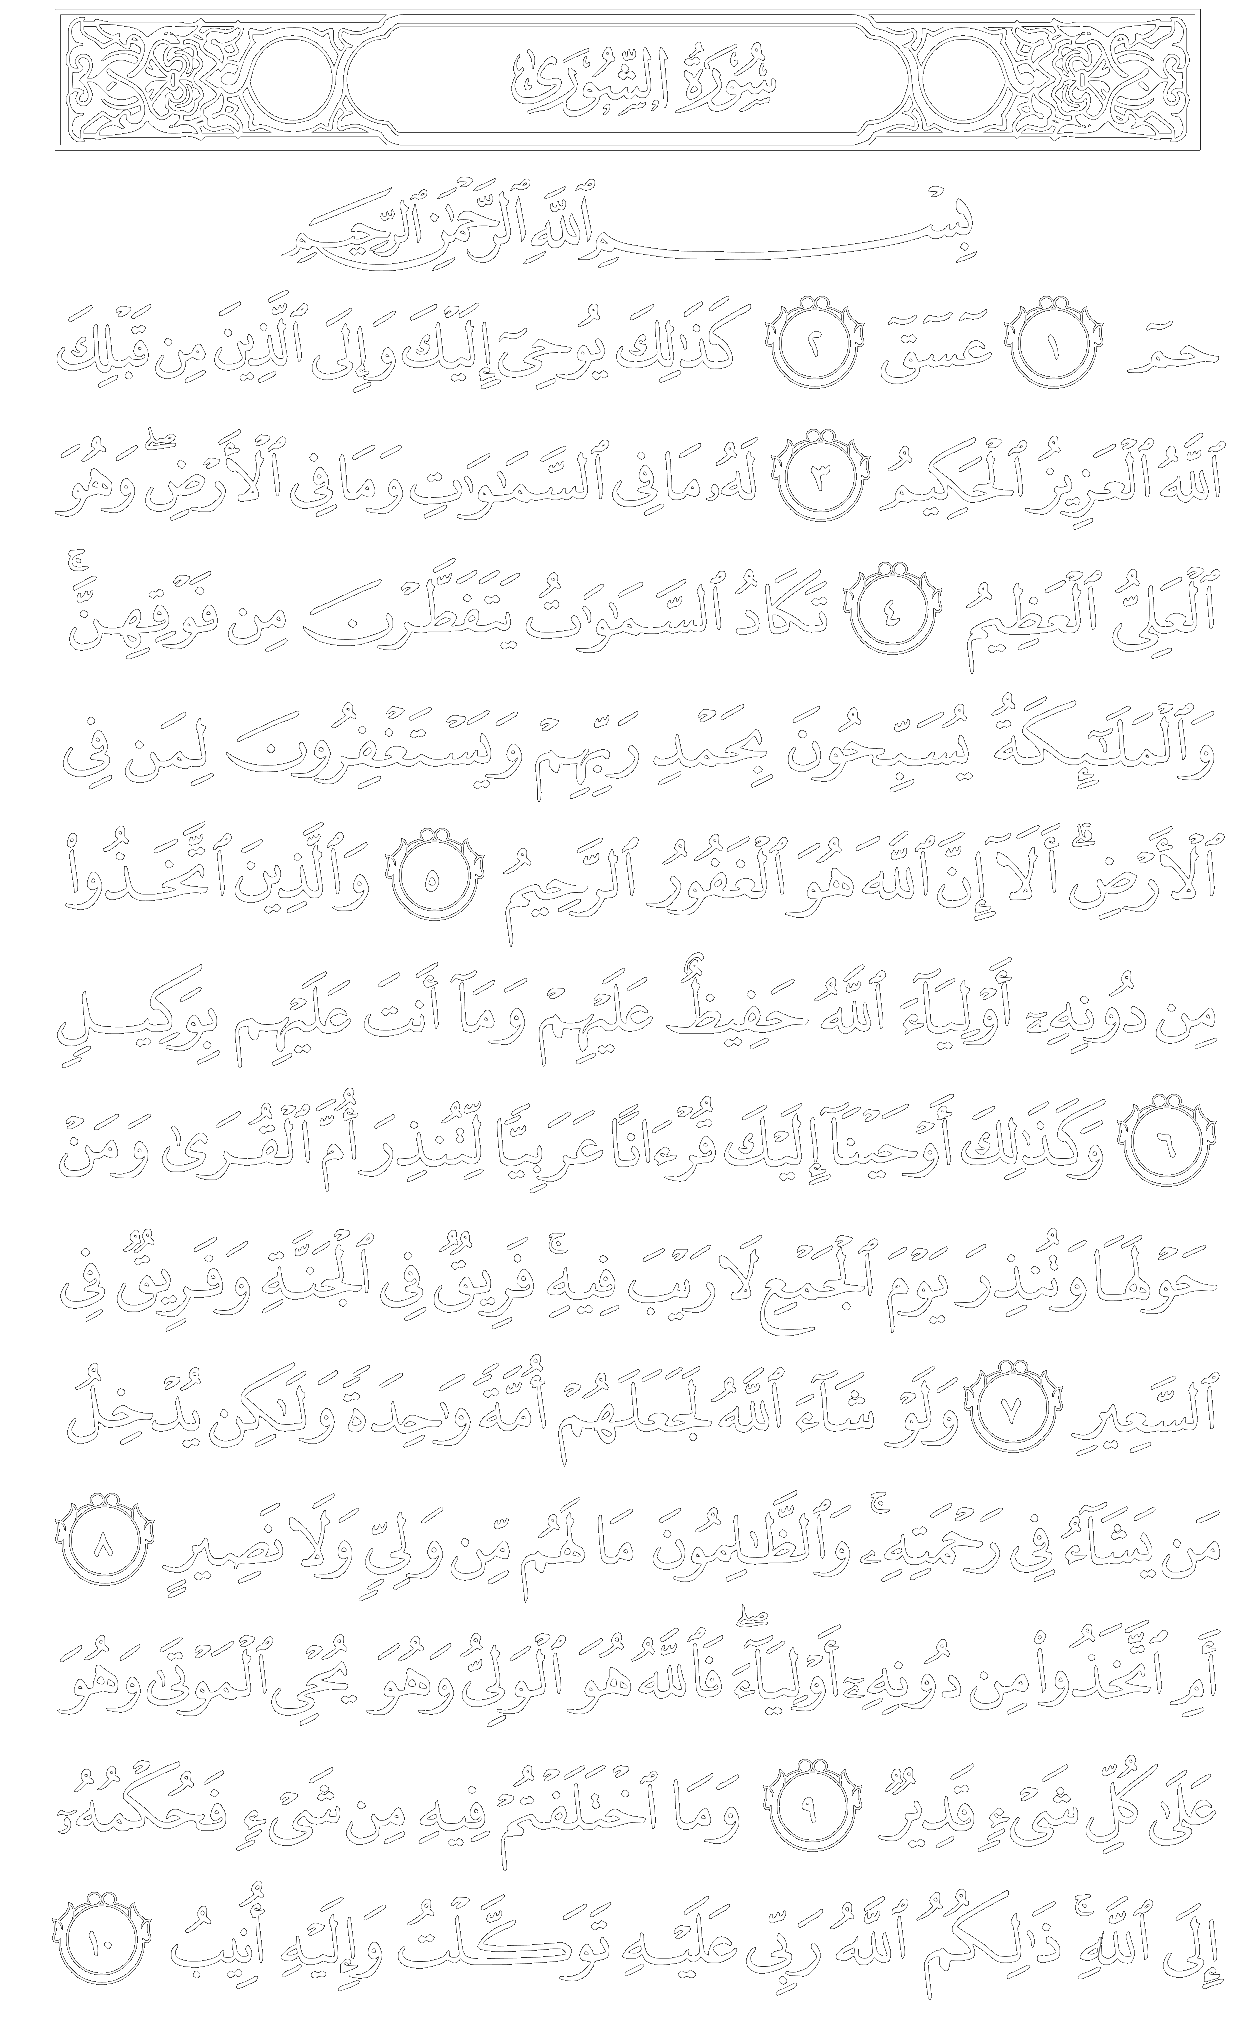 سُورَةُ الشُّورَىٰ
بِسْمِ ٱللَّهِ ٱلرَّحْمَٰنِ ٱلرَّحِيمِ
حمٓ ١ عٓسٓقٓ ٢ كَذَٰلِكَ يُوحِىٓ إِلَيْكَ وَإِلَى ٱلَّذِينَ مِن قَبْلِكَ
ٱللَّهُ ٱلْعَزِيزُ ٱلْحَكِيمُ ٣ لَهُۥ مَا فِى ٱلسَّمَٰوَٰتِ وَمَا فِى ٱلْأَرْضِ ۖ وَهُوَ
ٱلْعَلِىُّ ٱلْعَظِيمُ ٤ تَكَادُ ٱلسَّمَٰوَٰتُ يَتَفَطَّرْنَ مِن فَوْقِهِنَّ ۚ
وَٱلْمَلَٰٓئِكَةُ يُسَبِّحُونَ بِحَمْدِ رَبِّهِمْ وَيَسْتَغْفِرُونَ لِمَن فِى
ٱلْأَرْضِ ۗ أَلَآ إِنَّ ٱللَّهَ هُوَ ٱلْغَفُورُ ٱلرَّحِيمُ ٥ وَٱلَّذِينَ ٱتَّخَذُوا۟
مِن دُونِهِۦٓ أَوْلِيَآءَ ٱللَّهُ حَفِيظٌ عَلَيْهِمْ وَمَآ أَنتَ عَلَيْهِم بِوَكِيلٍ
٦ وَكَذَٰلِكَ أَوْحَيْنَآ إِلَيْكَ قُرْءَانًا عَرَبِيًّا لِّتُنذِرَ أُمَّ ٱلْقُرَىٰ وَمَنْ
حَوْلَهَا وَتُنذِرَ يَوْمَ ٱلْجَمْعِ لَا رَيْبَ فِيهِ ۚ فَرِيقٌ فِى ٱلْجَنَّةِ وَفَرِيقٌ فِى
ٱلسَّعِيرِ ٧ وَلَوْ شَآءَ ٱللَّهُ لَجَعَلَهُمْ أُمَّةً وَٰحِدَةً وَلَٰكِن يُدْخِلُ
مَن يَشَآءُ فِى رَحْمَتِهِۦ ۚ وَٱلظَّٰلِمُونَ مَا لَهُم مِّن وَلِىٍّ وَلَا نَصِيرٍ ٨
أَمِ ٱتَّخَذُوا۟ مِن دُونِهِۦٓ أَوْلِيَآءَ ۖ فَٱللَّهُ هُوَ ٱلْوَلِىُّ وَهُوَ يُحْىِ ٱلْمَوْتَىٰ وَهُوَ
عَلَىٰ كُلِّ شَىْءٍ قَدِيرٌ ٩ وَمَا ٱخْتَلَفْتُمْ فِيهِ مِن شَىْءٍ فَحُكْمُهُۥٓ
إِلَى ٱللَّهِ ۚ ذَٰلِكُمُ ٱللَّهُ رَبِّى عَلَيْهِ تَوَكَّلْتُ وَإِلَيْهِ أُنِيبُ ١٠